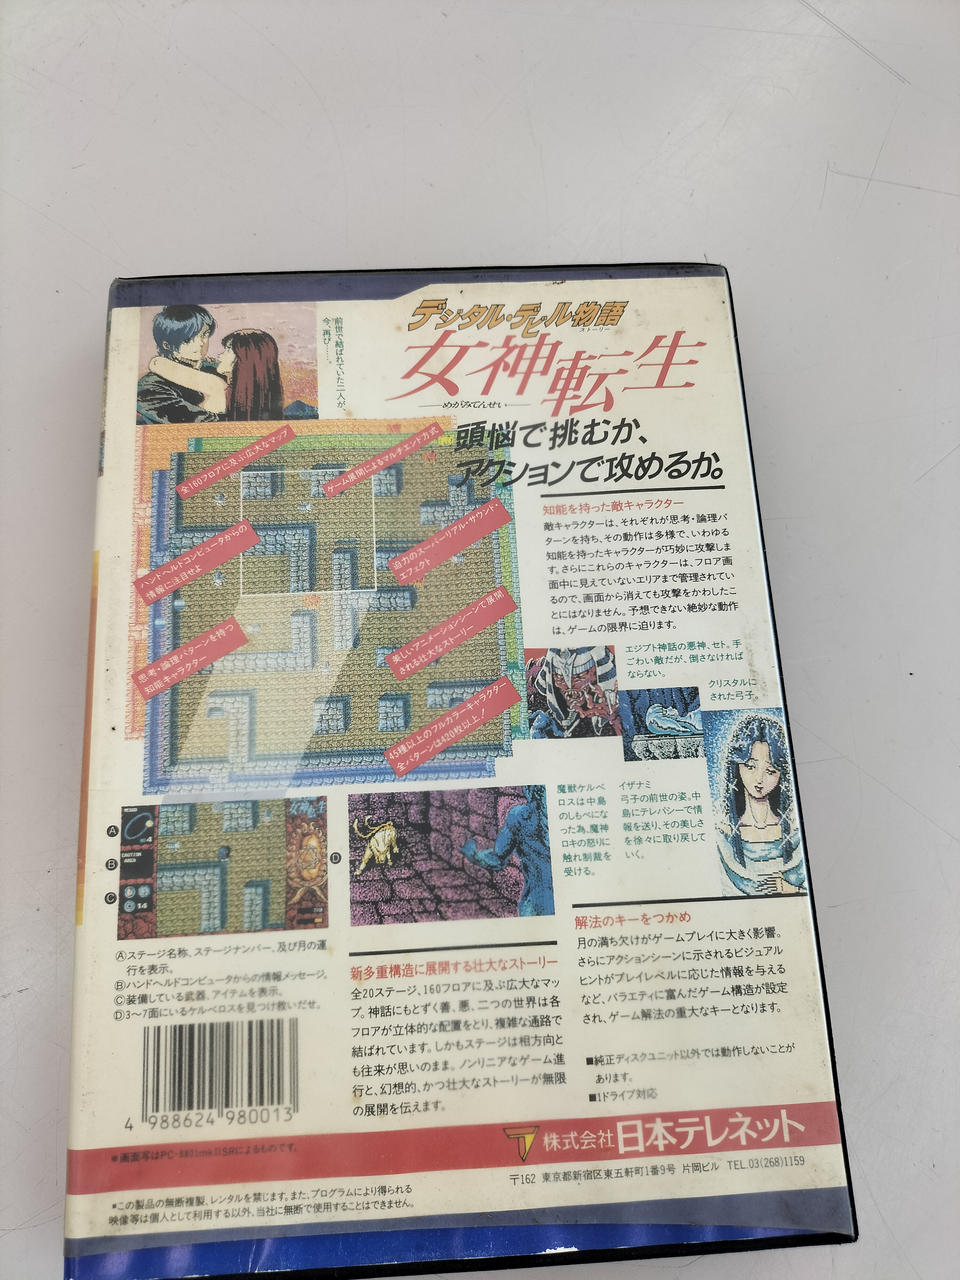 デジタル・デビル物語
ストーリー
女神転生
めがみてんせい
前世で結ばれていた二人が、
今、再び……。
頭悩で挑むか、
アクションで攻めるか。
全160フロアに及ぶ広大なマップ
ゲーム展開によるマルチエンド方式
ハンドヘルドコンピュータからの
情報に注目せよ
迫力のスーパーリアル・サウンド・
エフェクト
思考・論理パターンを持つ
知能キャラクター
美しいアニメーションシーンで展開
される壮大なストーリー
45種以上のフルカラーキャラクター
全パターンは420枚以上!
知能を持った敵キャラクター
敵キャラクターは、それぞれが思考・論理パ
ターンを持ち、その動作は多様で、いわゆる
知能を持ったキャラクターが巧妙に攻撃しま
す。さらにこれらのキャラクターは、フロア画
面中に見えていないエリアまで管理されてい
るので、画面から消えても攻撃をかわしたこ
とにはなりません。予想できない絶妙な動作
は、ゲームの限界に迫ります。
エジプト神話の悪神、セト。手
ごわい敵だが、倒さなければ
ならない。
クリスタルに
された弓子。
魔獣ケルベ
ロスは中島
のしもべにな
った為、魔神
ロキの怒りに
触れ制裁を
受ける。
イザナミ
弓子の前世の姿。中
島にテレパシーで情
報を送り、その美しさ
を徐々に取り戻して
いく。
A
B
C
D
Ⓐステージ名称、ステージナンバー、及び月の運
行を表示。
Ⓑハンドヘルドコンピュータからの情報メッセージ。
Ⓒ装備している武器、アイテムを表示。
Ⓓ3〜7面にいるケルベロスを見つけ救いだせ。
新多重構造に展開する壮大なストーリー
全20ステージ、160フロアに及ぶ広大なマッ
プ。神話にもとずく善、悪、二つの世界は各
フロアが立体的な配置をとり、複雑な通路で
結ばれています。しかもステージは相方向と
も往来が思いのまま。ノンリニアなゲーム進
行と、幻想的、かつ壮大なストーリーが無限
の展開を伝えます。
解法のキーをつかめ
月の満ち欠けがゲームプレイに大きく影響。
さらにアクションシーンに示されるビジュアル
ヒントがプレイレベルに応じた情報を与える
など、バラエティに富んだゲーム構造が設定
され、ゲーム解法の重大なキーとなります。
■純正ディスクユニット以外では動作しないことが
あります。
■1ドライブ対応
4 988624 980013
株式会社日本テレネット
〒162 東京都新宿区東五軒町1番9号 片岡ビル TEL.03(268)1159
＊画面写はPC-8801mkIISRによるものです。
■この製品の無断複製、レンタルを禁じます。また、プログラムにより得られる
映像等は個人として利用する以外、当社に無断で使用することはできません。